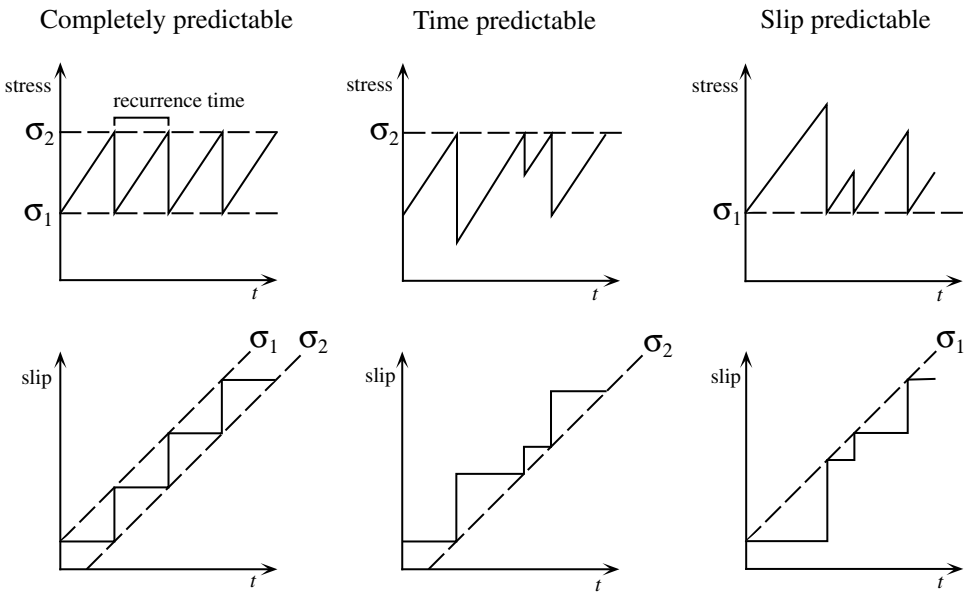 Completely predictable
Time predictable
Slip predictable
stress
recurrence time
σ2
σ1
t
stress
σ2
t
stress
σ1
t
slip
σ1
σ2
t
slip
σ2
t
slip
σ1
t